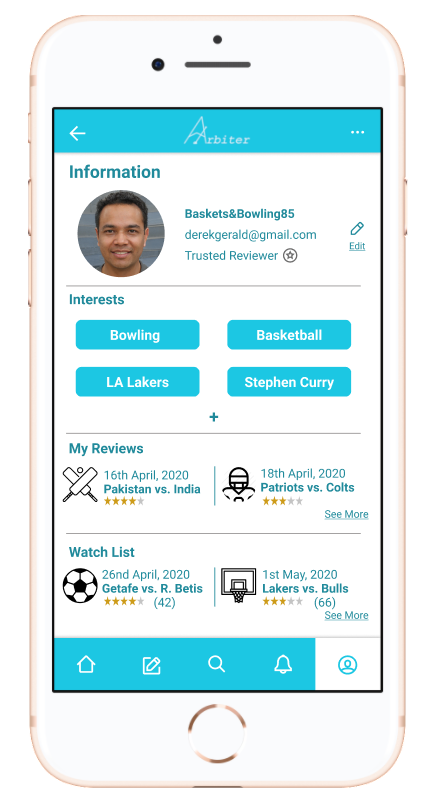 Arbiter
Information
Baskets&Bowling85
derekgerald@gmail.com
Trusted Reviewer
Edit
Interests
Bowling
Basketball
LA Lakers
Stephen Curry
+
My Reviews
16th April, 2020
Pakistan vs. India
18th April, 2020
Patriots vs. Colts
See More
Watch List
26nd April, 2020
Getafe vs. R. Betis
(42)
1st May, 2020
Lakers vs. Bulls
(66)
See More